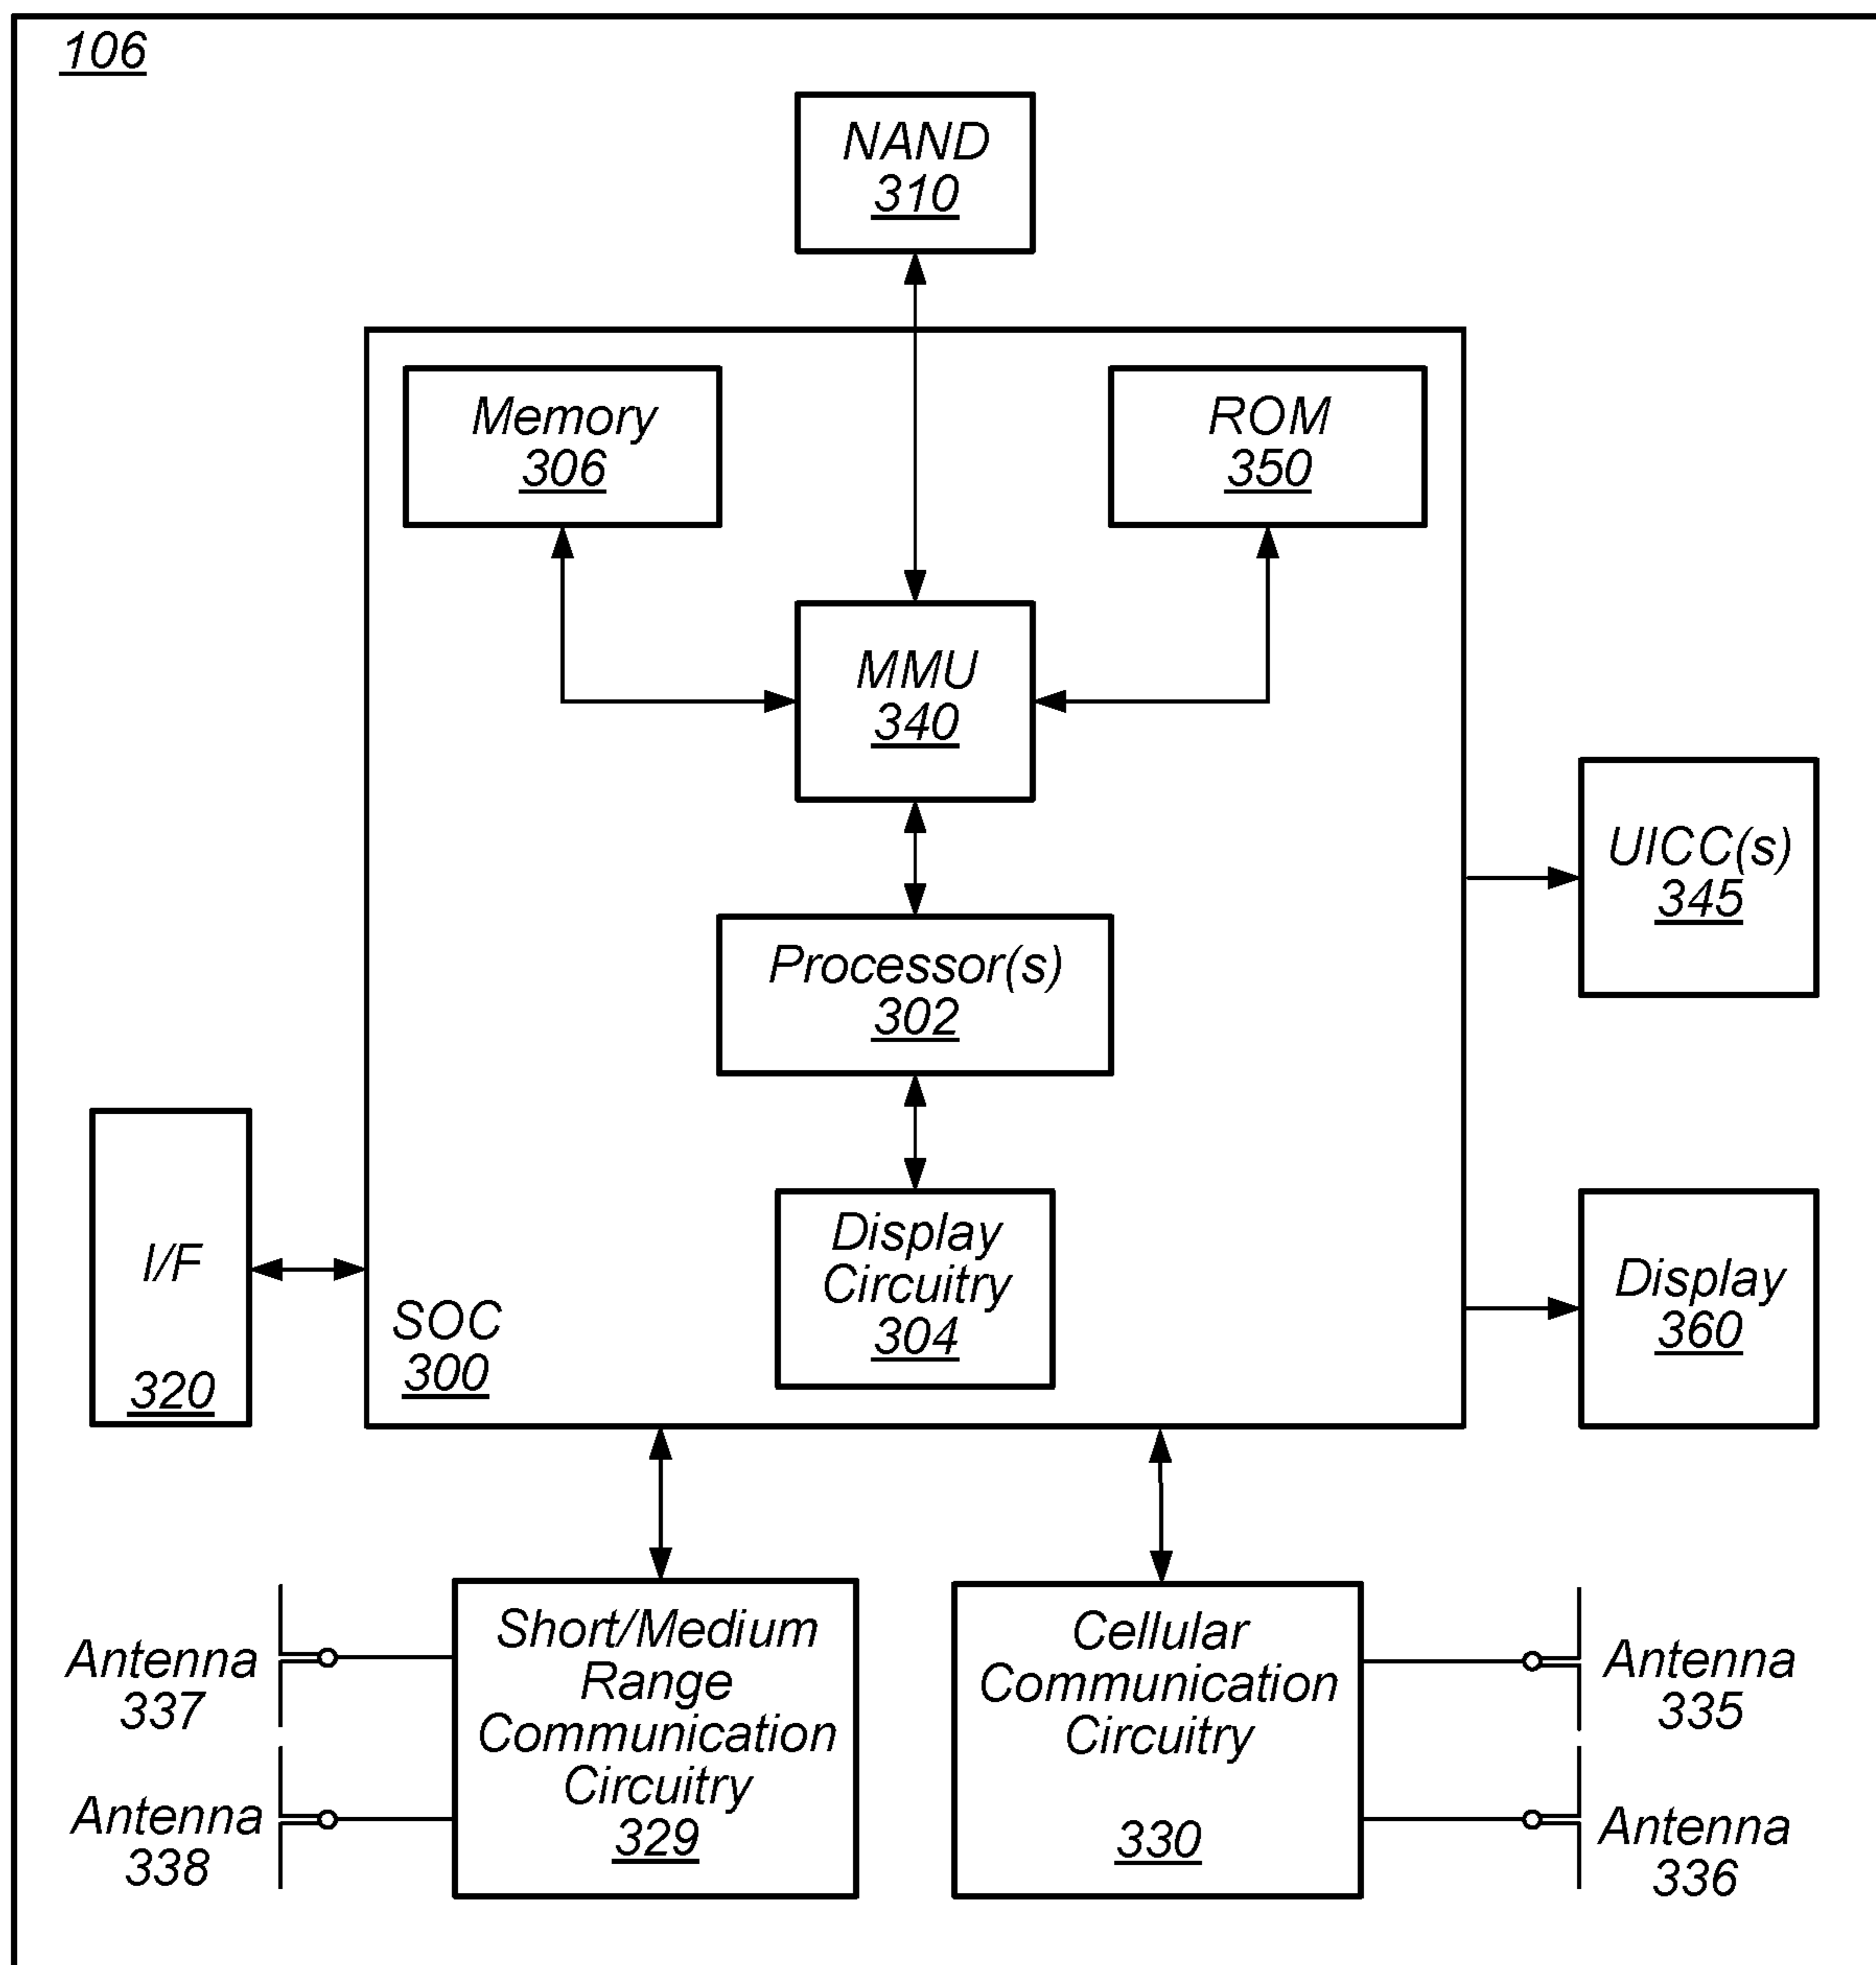 106
NAND
310
Memory
306
ROM
350
MMU
340
UICC(s)
345
Processor(s)
302
I/F
320
Display
Circuitry
304
SOC
300
Display
360
Short/Medium
Range
Communication
Circuitry
329
Cellular
Communication
Circuitry
330
Antenna
337
Antenna
338
Antenna
335
Antenna
336